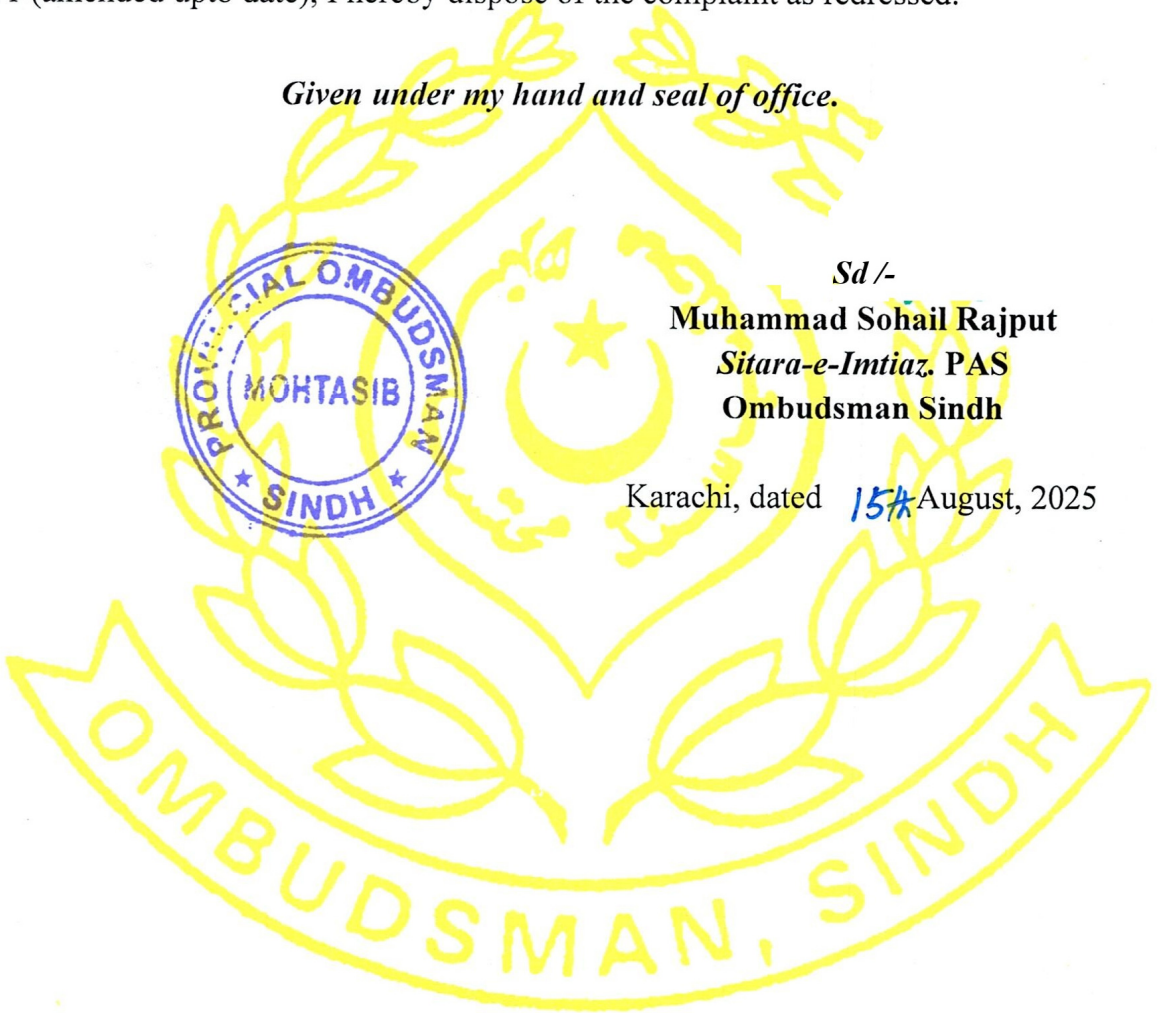 (amended upto date), I hereby dispose of the complaint as redressed.
Given under my hand and seal of office.
PROVINCIAL OMBUDSMAN
MOHTASIB
★ SINDH ★
Sd /-
Muhammad Sohail Rajput
Sitara-e-Imtiaz. PAS
Ombudsman Sindh
Karachi, dated 15th August, 2025
OMBUDSMAN, SINDH